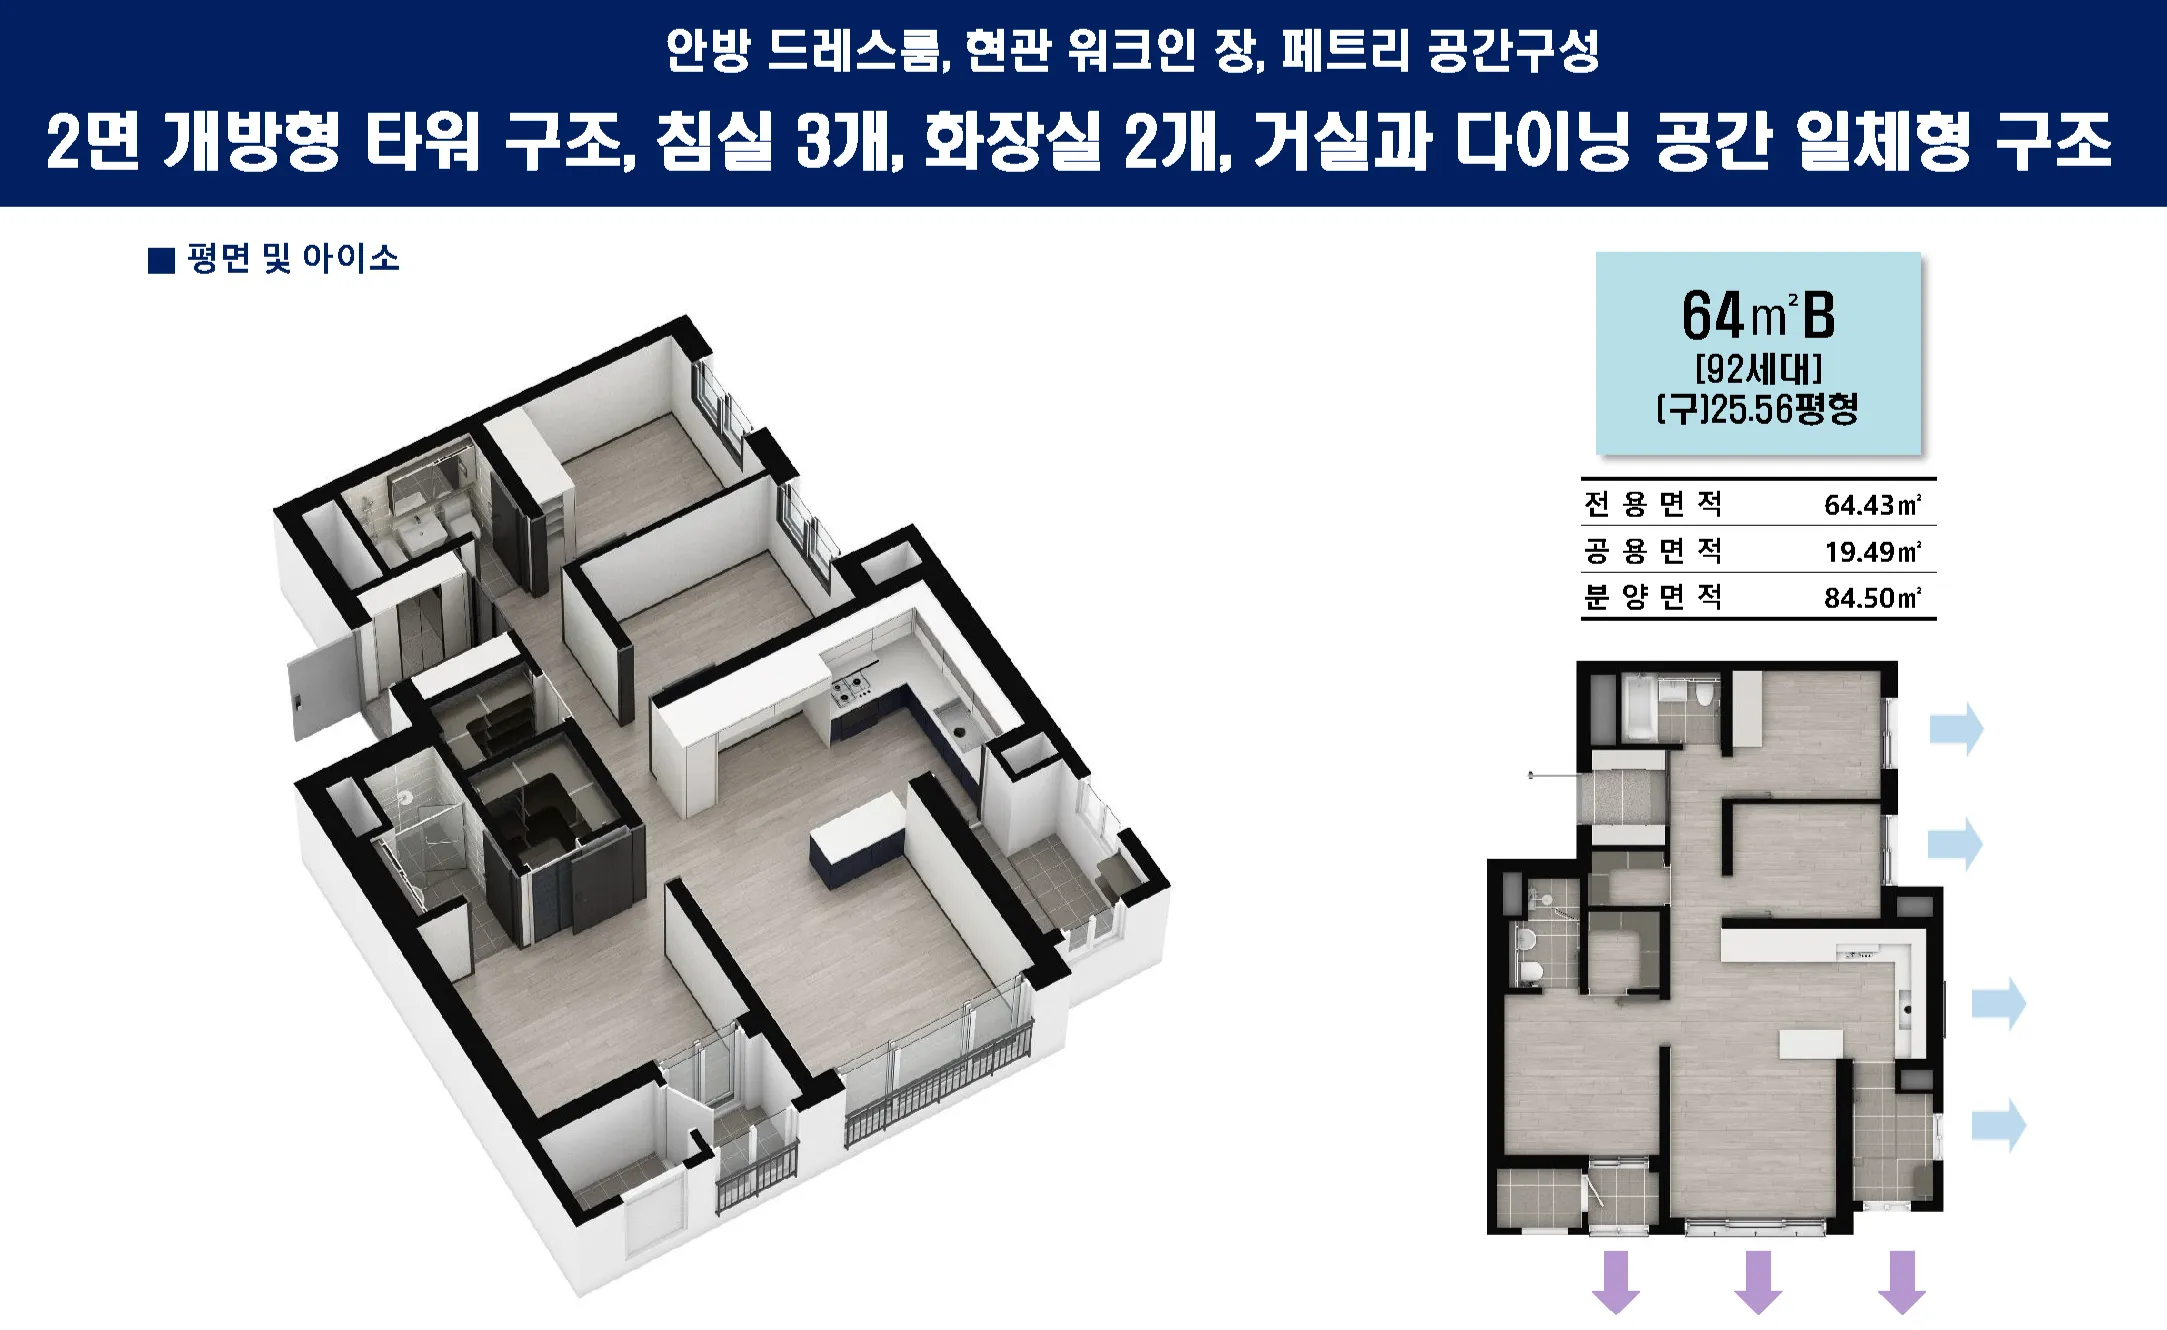 안방 드레스룸, 현관 워크인 장, 페트리 공간구성
2면 개방형 타워 구조, 침실 3개, 화장실 2개, 거실과 다이닝 공간 일체형 구조
■ 평면 및 아이소
64㎡B
[92세대]
(구)25.56평형
전 용 면 적 64.43㎡
공 용 면 적 19.49㎡
분 양 면 적 84.50㎡